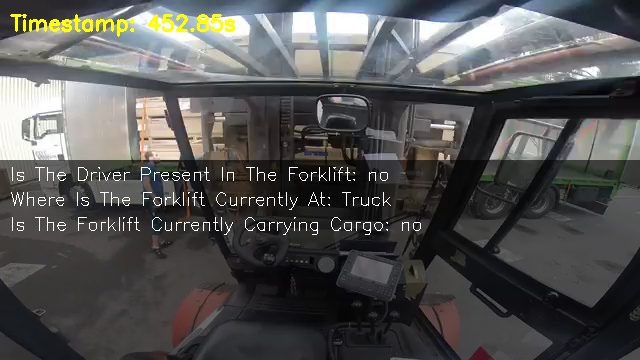 Timestamp: 452.85s
Is The Driver Present In The Forklift: no
Where Is The Forklift Currently At: Truck
Is The Forklift Currently Carrying Cargo: no